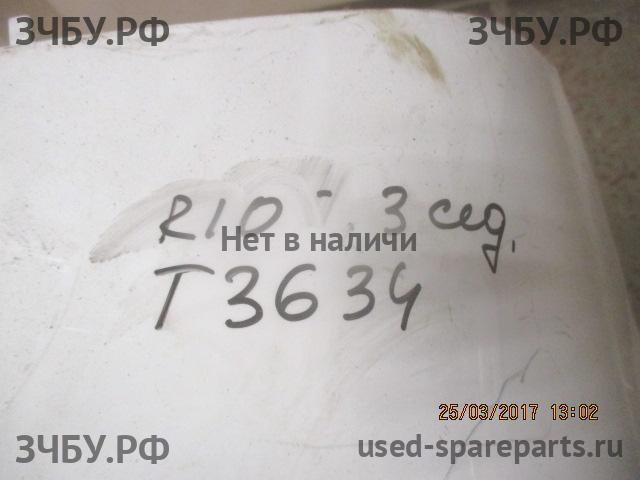 ЗЧБУ.РФ ЗЧБУ.РФ
RIO - 3 сед.
Нет в наличи
Т3634
25/03/2017 13:02
ЗЧБУ.РФ used-spareparts.ru